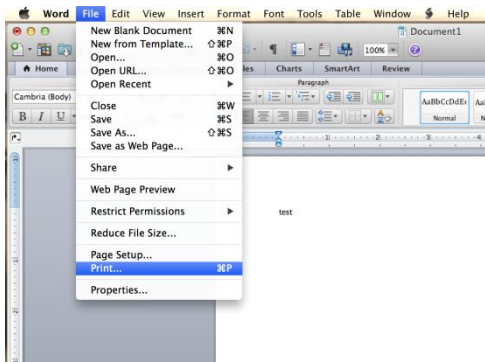 Word File Edit View Insert Format Font Tools Table Window Help
Document1
100%
Home
Charts SmartArt Review
Paragraph
Cambria (Body)
B I U
AaBbCcDdEe
Normal
New Blank Document ⌘N
New from Template... ⇧⌘P
Open... ⌘O
Open URL... ⇧⌘O
Open Recent ▶
Close ⌘W
Save ⌘S
Save As... ⇧⌘S
Save as Web Page...
Share ▶
Web Page Preview
Restrict Permissions ▶
Reduce File Size...
Page Setup...
Print... ⌘P
Properties...
test